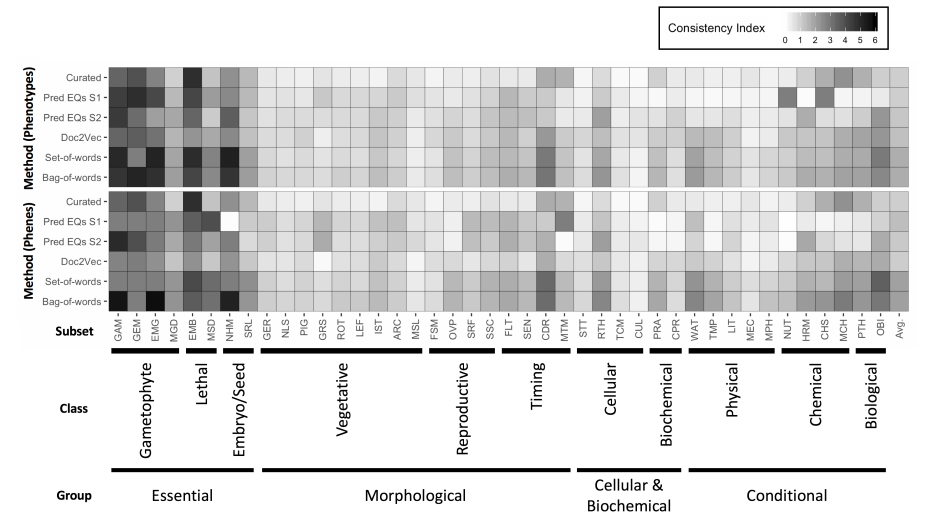 Consistency Index
0 1 2 3 4 5 6
Method (Phenotypes)
Curated
Pred EQs S1
Pred EQs S2
Doc2Vec
Set-of-words
Bag-of-words
Method (Phenes)
Curated
Pred EQs S1
Pred EQs S2
Doc2Vec
Set-of-words
Bag-of-words
Subset
GAM GEM EMG MGD EMB MSD NHM SRL GER NLS PIG GRS ROT LEF IST ARC MSL FSM OVP SRF SSC FLT SEN CDR MTM STT RTH TCM CUL PRA CPR WAT TMP LIT MEC MPH NUT HRM CHS MCH PTH OBI Avg.
Class
Gametophyte Lethal Embryo/Seed Vegetative Reproductive Timing Cellular Biochemical Physical Chemical Biological
Group
Essential Morphological Cellular & Biochemical Conditional